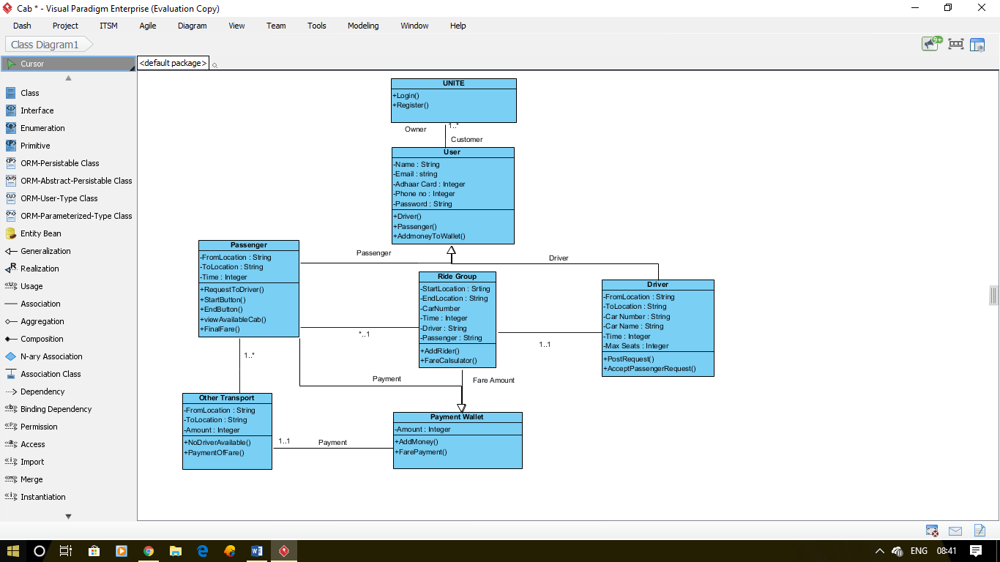 Cab * - Visual Paradigm Enterprise (Evaluation Copy)
Dash Project ITSM Agile Diagram View Team Tools Modeling Window Help
Class Diagram1
9+
Cursor
<default package>
Class
Interface
Enumeration
Primitive
ORM-Persistable Class
ORM-Abstract-Persistable Class
ORM-User-Type Class
ORM-Parameterized-Type Class
Entity Bean
Generalization
Realization
Usage
Association
Aggregation
Composition
N-ary Association
Association Class
Dependency
Binding Dependency
Permission
Access
Import
Merge
Instantiation
UNITE
+Login()
+Register()
Owner
1..*
Customer
User
-Name : String
-Email : string
-Adhaar Card : Integer
-Phone no : Integer
-Password : String
+Driver()
+Passenger()
+AddmoneyToWallet()
Passenger
-FromLocation : String
-ToLocation : String
-Time : Integer
+RequestToDriver()
+StartButton()
+EndButton()
+viewAvailableCab()
+FinalFare()
Passenger
Driver
Ride Group
-StartLocation : Srting
-EndLocation : String
-CarNumber
-Time : Integer
-Driver : String
-Passenger : String
+AddRider()
+FareCalsulator()
Driver
-FromLocation : String
-ToLocation : String
-Car Number : String
-Car Name : String
-Time : Integer
-Max Seats : Integer
+PostRequest()
+AcceptPassengerRequest()
*..1
1..1
1..*
Payment
Fare Amount
Other Transport
-FromLocation : String
-ToLocation : String
-Amount : Integer
+NoDriverAvailable()
+PaymentOfFare()
1..1
Payment
Payment Wallet
-Amount : Integer
+AddMoney()
+FarePayment()
ENG 08:41